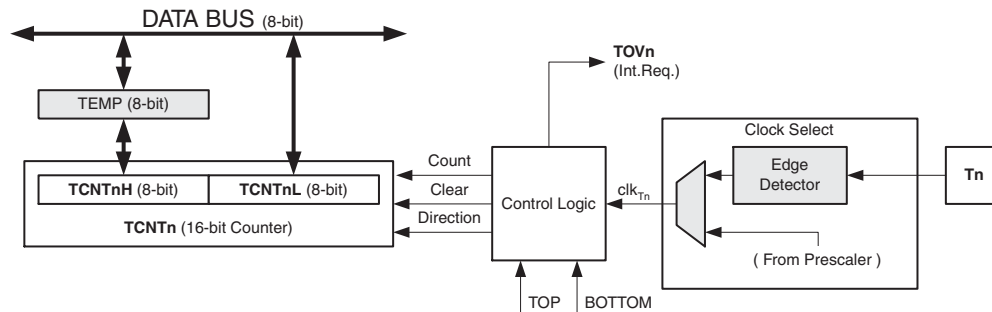 DATA BUS (8-bit)
TEMP (8-bit)
TCNTnH (8-bit)
TCNTnL (8-bit)
TCNTn (16-bit Counter)
Count
Clear
Direction
TOVn
(Int.Req.)
Control Logic
TOP
BOTTOM
clkTn
Clock Select
Edge
Detector
( From Prescaler )
Tn